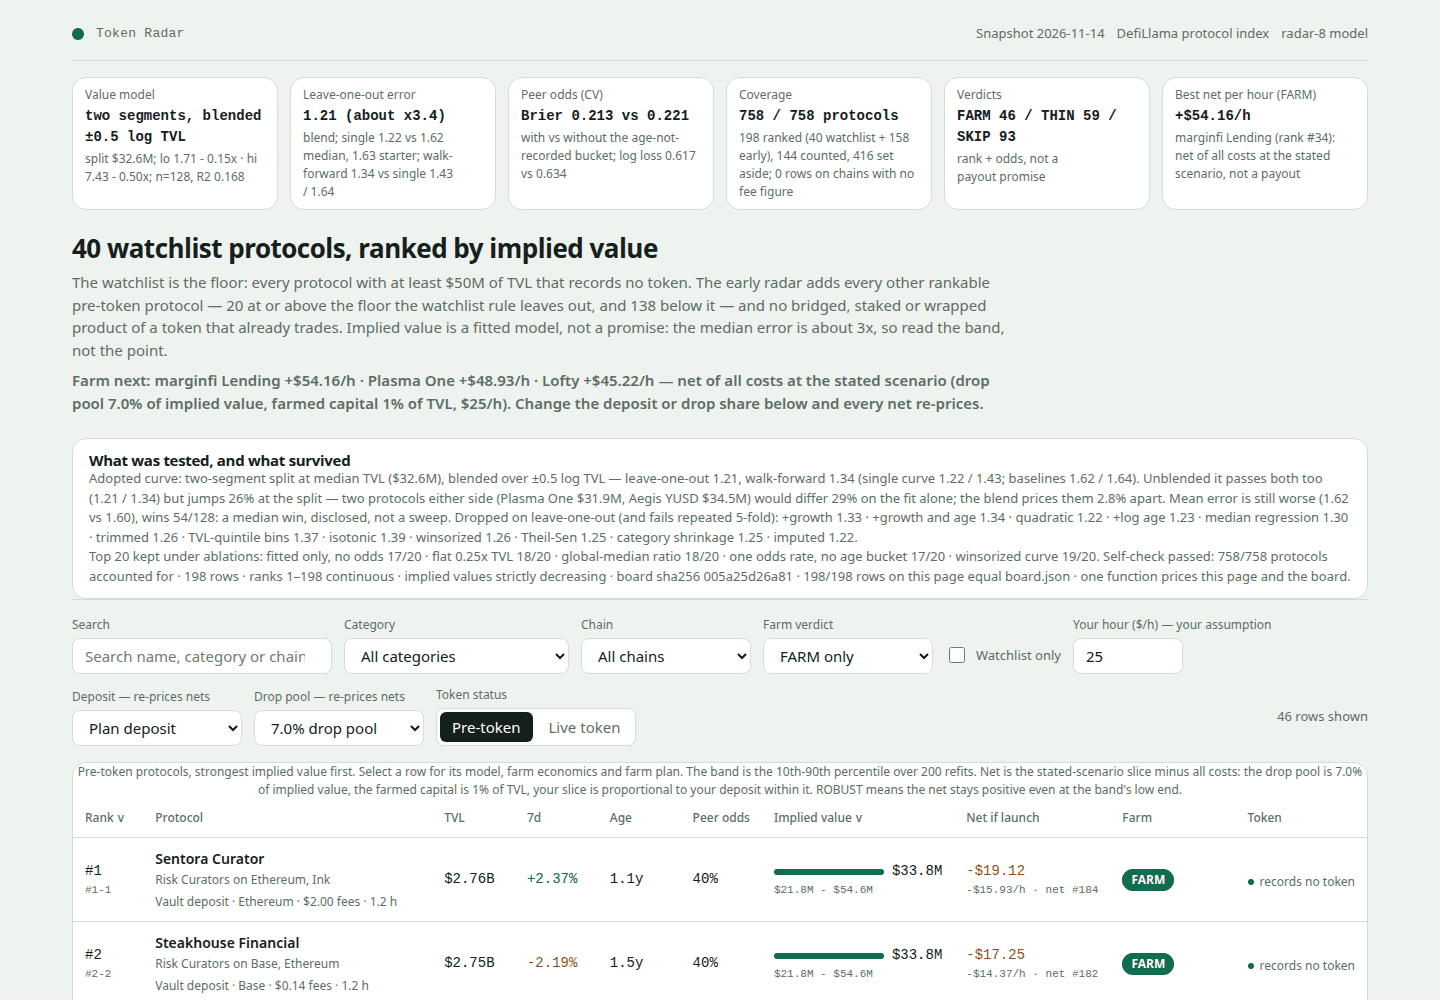 Token Radar
Snapshot 2026-11-14 DefiLlama protocol index radar-8 model
Value model
two segments, blended
±0.5 log TVL
split $32.6M; lo 1.71 - 0.15x · hi
7.43 - 0.50x; n=128, R2 0.168
Leave-one-out error
1.21 (about x3.4)
blend; single 1.22 vs 1.62
median, 1.63 starter; walk-
forward 1.34 vs single 1.43
/ 1.64
Peer odds (CV)
Brier 0.213 vs 0.221
with vs without the age-not-
recorded bucket; log loss 0.617
vs 0.634
Coverage
758 / 758 protocols
198 ranked (40 watchlist + 158
early), 144 counted, 416 set
aside; 0 rows on chains with no
fee figure
Verdicts
FARM 46 / THIN 59 /
SKIP 93
rank + odds, not a
payout promise
Best net per hour (FARM)
+$54.16/h
marginfi Lending (rank #34):
net of all costs at the stated
scenario, not a payout
40 watchlist protocols, ranked by implied value
The watchlist is the floor: every protocol with at least $50M of TVL that records no token. The early radar adds every other rankable
pre-token protocol — 20 at or above the floor the watchlist rule leaves out, and 138 below it — and no bridged, staked or wrapped
product of a token that already trades. Implied value is a fitted model, not a promise: the median error is about 3x, so read the band,
not the point.
Farm next: marginfi Lending +$54.16/h · Plasma One +$48.93/h · Lofty +$45.22/h — net of all costs at the stated scenario (drop
pool 7.0% of implied value, farmed capital 1% of TVL, $25/h). Change the deposit or drop share below and every net re-prices.
What was tested, and what survived
Adopted curve: two-segment split at median TVL ($32.6M), blended over ±0.5 log TVL — leave-one-out 1.21, walk-forward 1.34 (single curve 1.22 / 1.43; baselines 1.62 / 1.64). Unblended it passes both too
(1.21 / 1.34) but jumps 26% at the split — two protocols either side (Plasma One $31.9M, Aegis YUSD $34.5M) would differ 29% on the fit alone; the blend prices them 2.8% apart. Mean error is still worse (1.62
vs 1.60), wins 54/128: a median win, disclosed, not a sweep. Dropped on leave-one-out (and fails repeated 5-fold): +growth 1.33 · +growth and age 1.34 · quadratic 1.22 · +log age 1.23 · median regression 1.30
· trimmed 1.26 · TVL-quintile bins 1.37 · isotonic 1.39 · winsorized 1.26 · Theil-Sen 1.25 · category shrinkage 1.25 · imputed 1.22.
Top 20 kept under ablations: fitted only, no odds 17/20 · flat 0.25x TVL 18/20 · global-median ratio 18/20 · one odds rate, no age bucket 17/20 · winsorized curve 19/20. Self-check passed: 758/758 protocols
accounted for · 198 rows · ranks 1–198 continuous · implied values strictly decreasing · board sha256 005a25d26a81 · 198/198 rows on this page equal board.json · one function prices this page and the board.
Search
Search name, category or chain
Category
All categories
Chain
All chains
Farm verdict
FARM only
Watchlist only
Your hour ($/h) — your assumption
25
Deposit — re-prices nets
Plan deposit
Drop pool — re-prices nets
7.0% drop pool
Token status
Pre-token Live token
46 rows shown
Pre-token protocols, strongest implied value first. Select a row for its model, farm economics and farm plan. The band is the 10th-90th percentile over 200 refits. Net is the stated-scenario slice minus all costs: the drop pool is 7.0%
of implied value, the farmed capital is 1% of TVL, your slice is proportional to your deposit within it. ROBUST means the net stays positive even at the band's low end.
Rank v Protocol TVL 7d Age Peer odds Implied value v Net if launch Farm Token
#1
#1-1
Sentora Curator
Risk Curators on Ethereum, Ink
Vault deposit · Ethereum · $2.00 fees · 1.2 h
$2.76B +2.37% 1.1y 40% $33.8M
$21.8M - $54.6M
-$19.12
-$15.93/h · net #184
FARM
records no token
#2
#2-2
Steakhouse Financial
Risk Curators on Base, Ethereum
Vault deposit · Base · $0.14 fees · 1.2 h
$2.75B -2.19% 1.5y 40% $33.8M
$21.8M - $54.6M
-$17.25
-$14.37/h · net #182
FARM
records no token